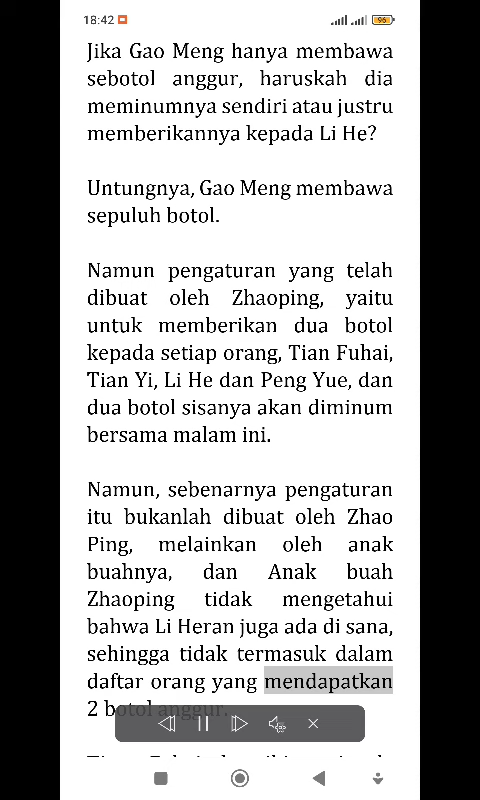 18:42
96
Jika Gao Meng hanya membawa
sebotol anggur, haruskah dia
meminumnya sendiri atau justru
memberikannya kepada Li He?
Untungnya, Gao Meng membawa
sepuluh botol.
Namun pengaturan yang telah
dibuat oleh Zhaoping, yaitu
untuk memberikan dua botol
kepada setiap orang, Tian Fuhai,
Tian Yi, Li He dan Peng Yue, dan
dua botol sisanya akan diminum
bersama malam ini.
Namun, sebenarnya pengaturan
itu bukanlah dibuat oleh Zhao
Ping, melainkan oleh anak
buahnya, dan Anak buah
Zhaoping tidak mengetahui
bahwa Li Heran juga ada di sana,
sehingga tidak termasuk dalam
daftar orang yang mendapatkan
2 botol anggur.